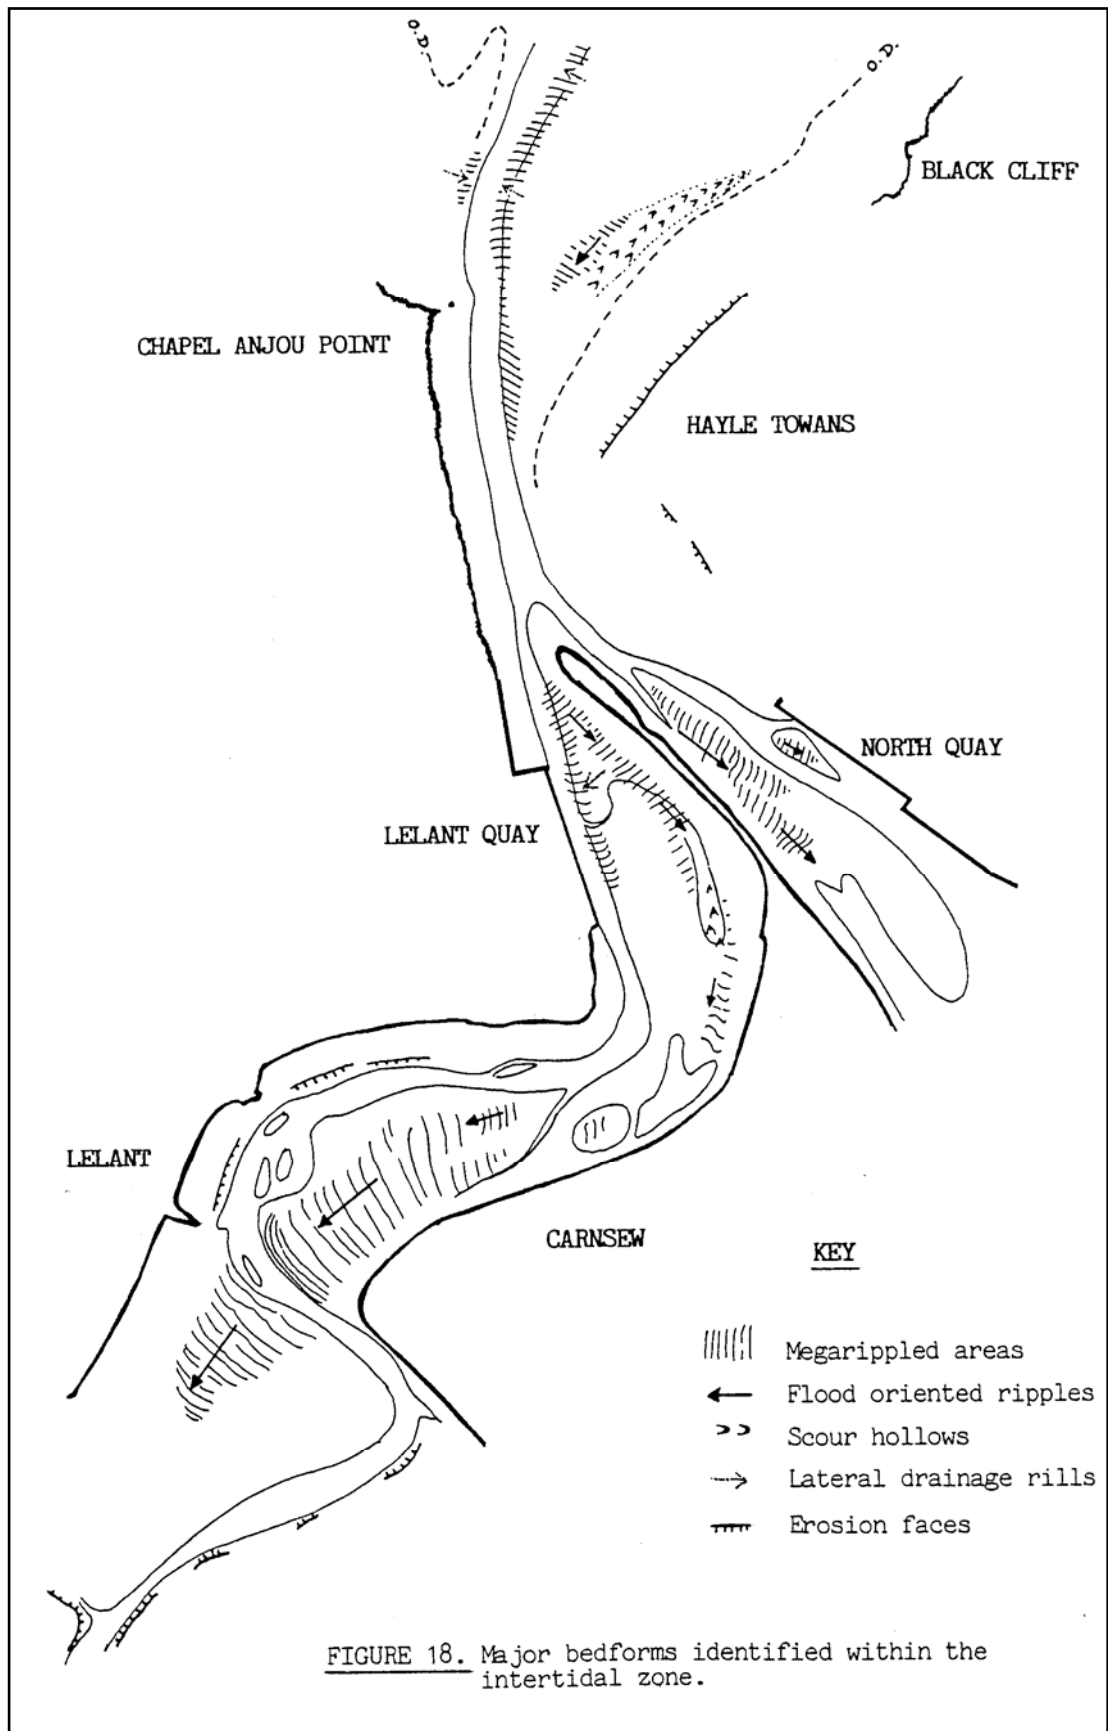 O.D.
O.D.
BLACK CLIFF
CHAPEL ANJOU POINT
HAYLE TOWANS
NORTH QUAY
LELANT QUAY
LELANT
CARNSEW
KEY
Megarippled areas
Flood oriented ripples
Scour hollows
Lateral drainage rills
Erosion faces
FIGURE 18. Major bedforms identified within the
intertidal zone.